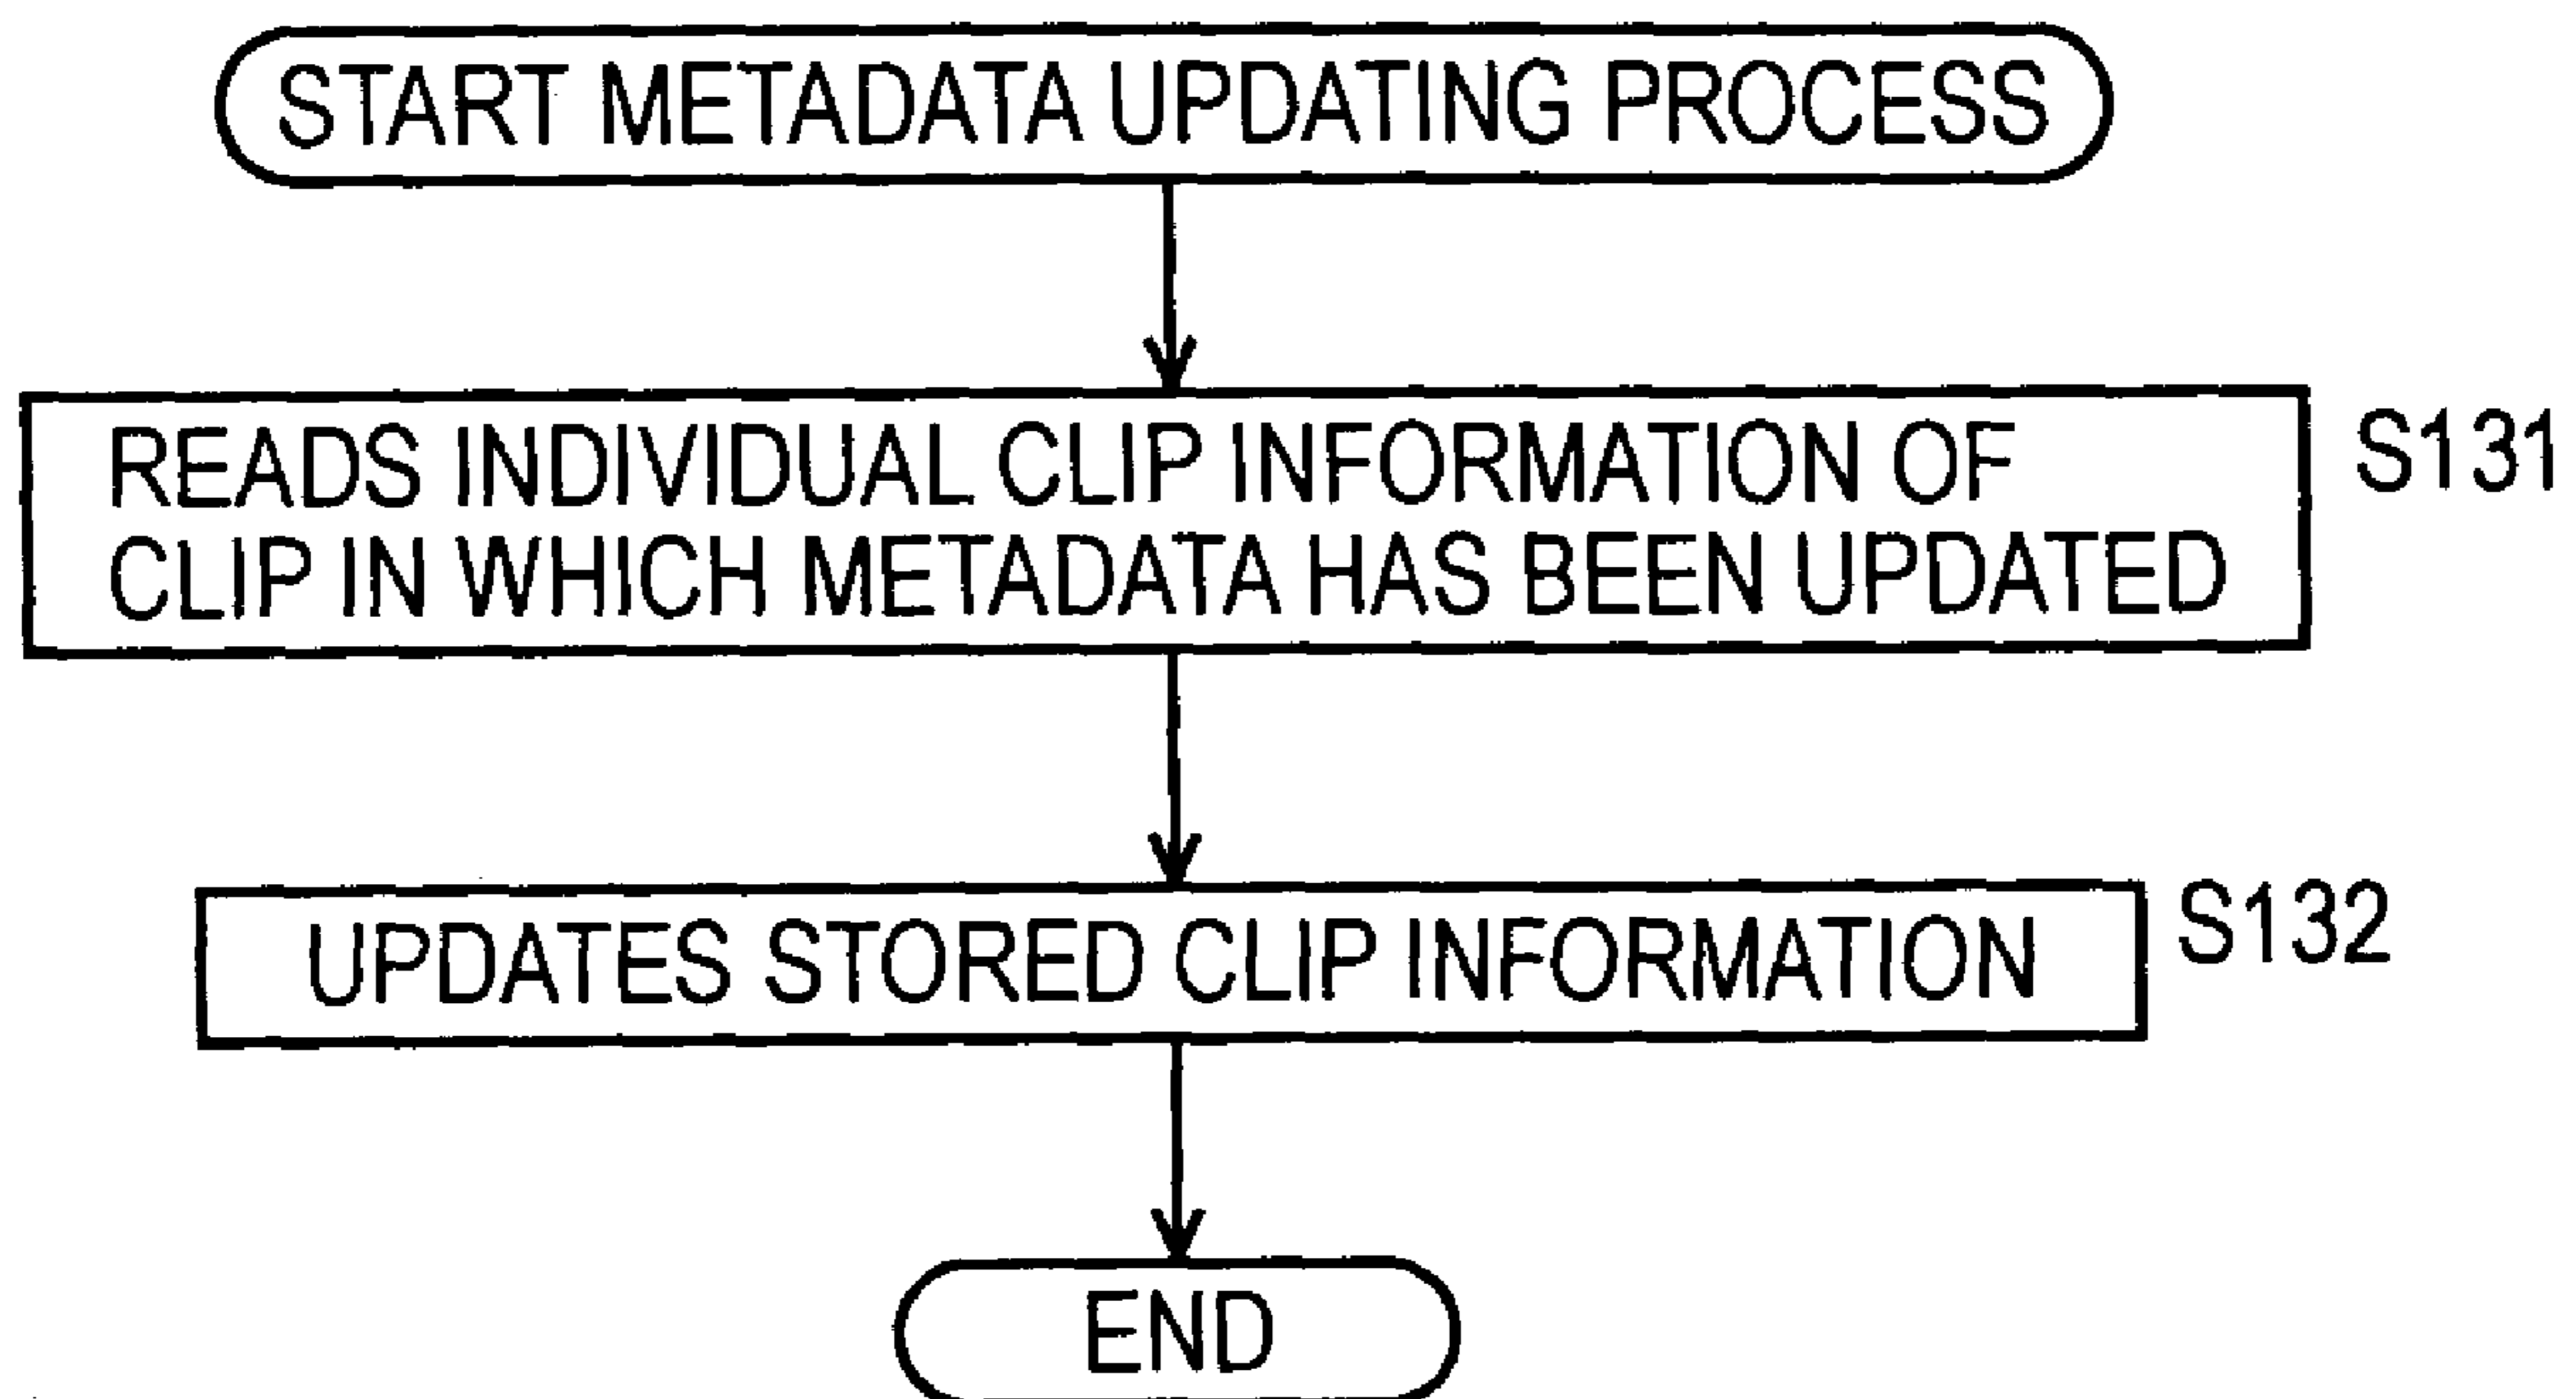 START METADATA UPDATING PROCESS
READS INDIVIDUAL CLIP INFORMATION OF
CLIP IN WHICH METADATA HAS BEEN UPDATED
S131
UPDATES STORED CLIP INFORMATION
S132
END